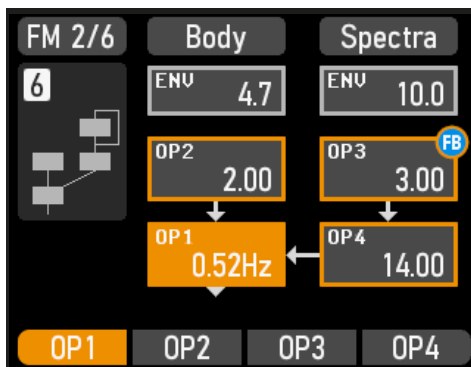 FM 2/6 Body Spectra
6
ENV 4.7
ENV 10.0
OP2 2.00
OP3 3.00 FB
OP1 0.52Hz
OP4 14.00
OP1 OP2 OP3 OP4